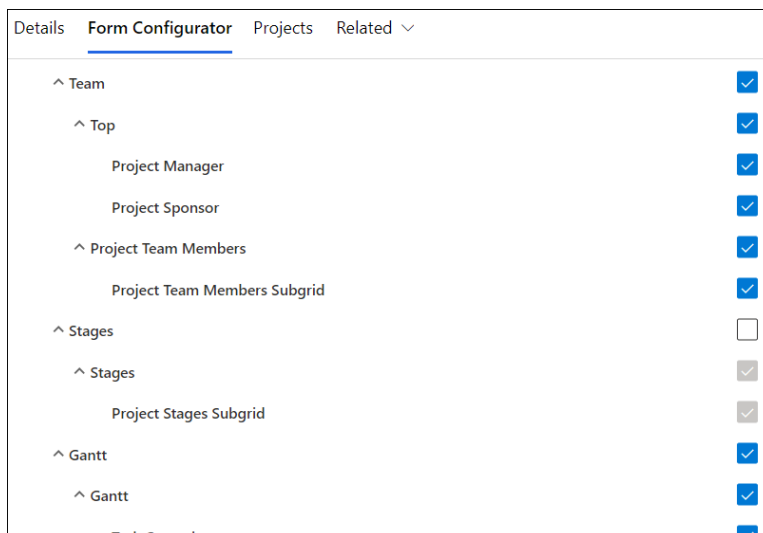 Details Form Configurator Projects Related
Team
Top
Project Manager
Project Sponsor
Project Team Members
Project Team Members Subgrid
Stages
Stages
Project Stages Subgrid
Gantt
Gantt